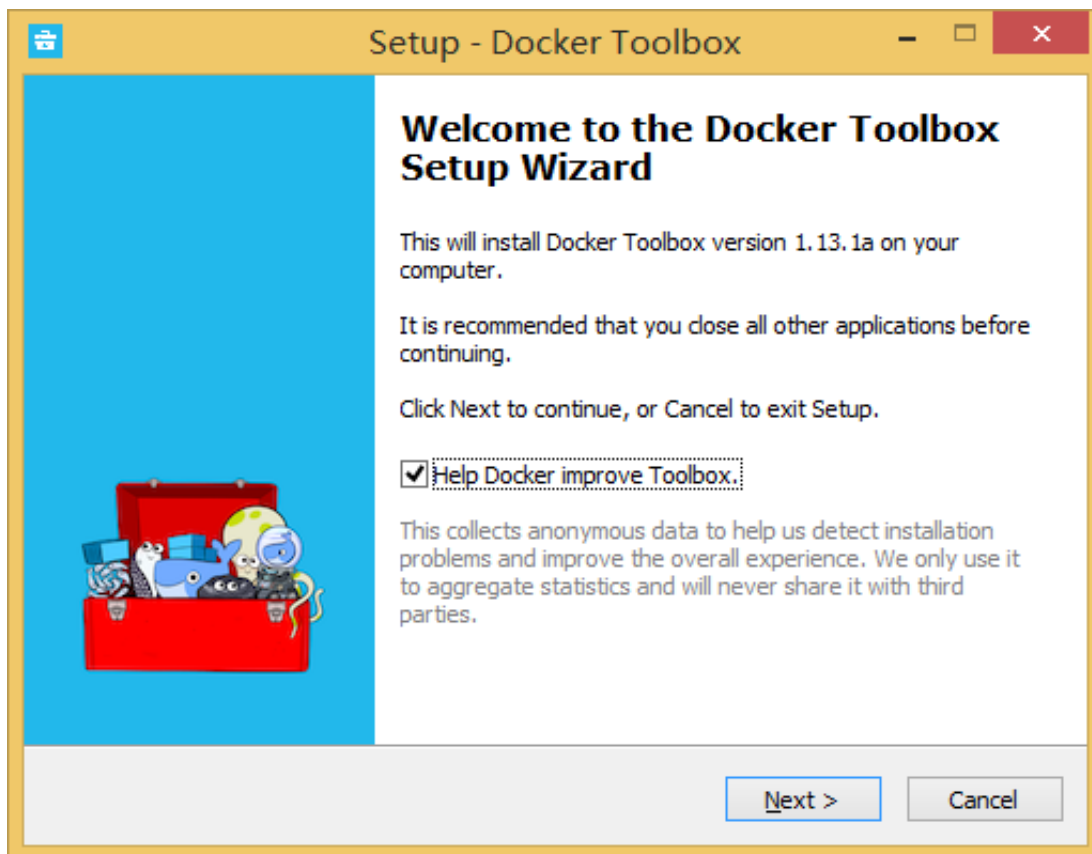 Setup - Docker Toolbox
Welcome to the Docker Toolbox
Setup Wizard
This will install Docker Toolbox version 1.13.1a on your
computer.
It is recommended that you close all other applications before
continuing.
Click Next to continue, or Cancel to exit Setup.
Help Docker improve Toolbox.
This collects anonymous data to help us detect installation
problems and improve the overall experience. We only use it
to aggregate statistics and will never share it with third
parties.
Next >
Cancel